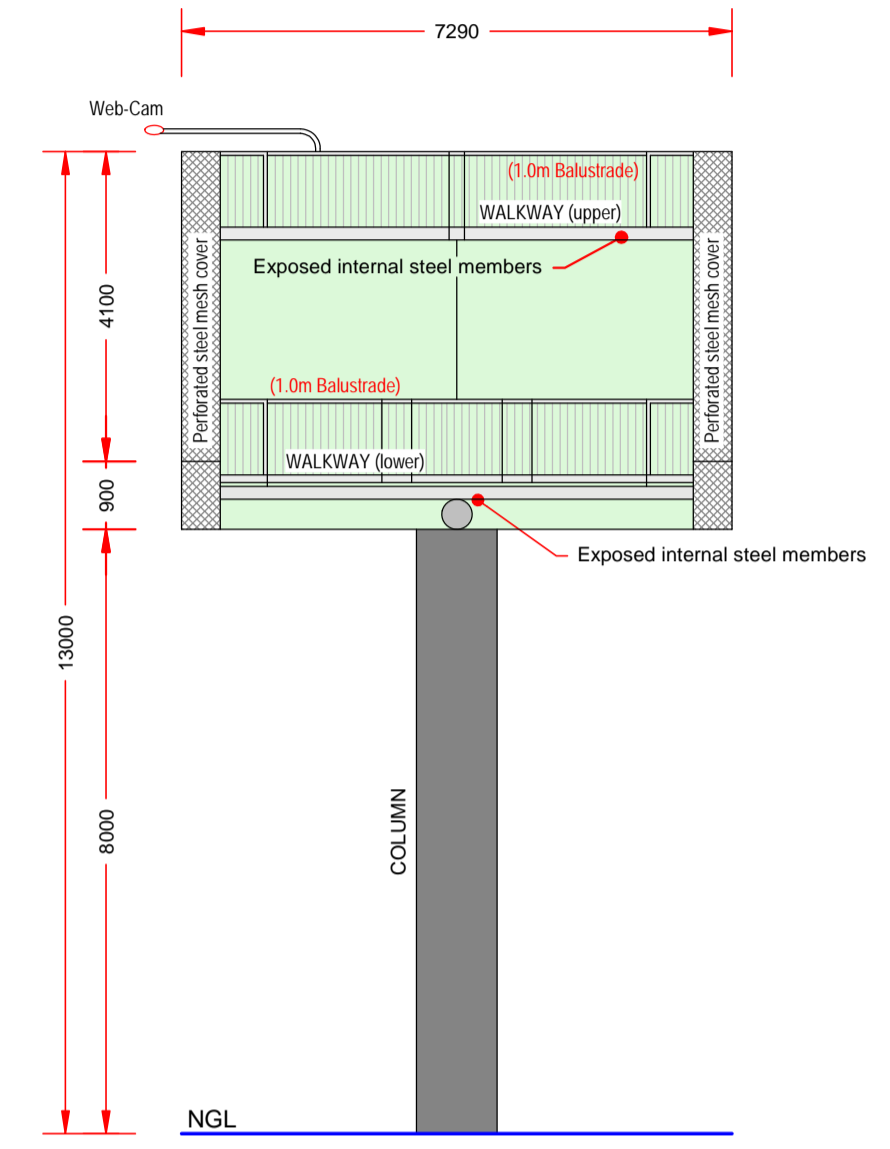 7290
Web-Cam
(1.0m Balustrade)
WALKWAY (upper)
Exposed internal steel members
Perforated steel mesh cover
Perforated steel mesh cover
4100
(1.0m Balustrade)
WALKWAY (lower)
900
Exposed internal steel members
13000
8000
COLUMN
NGL